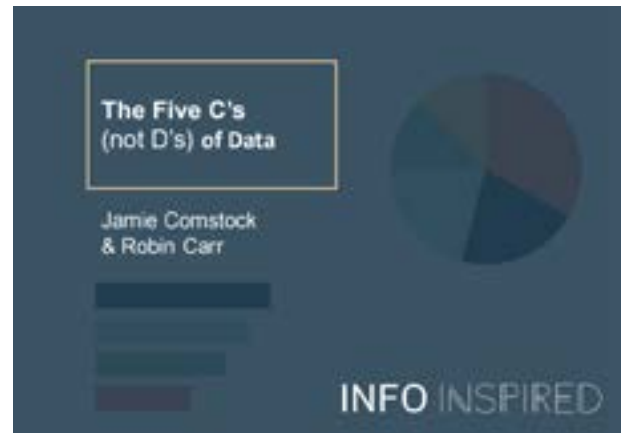 The Five C's
(not D's) of Data
Jamie Comstock
& Robin Carr
INFO INSPIRED